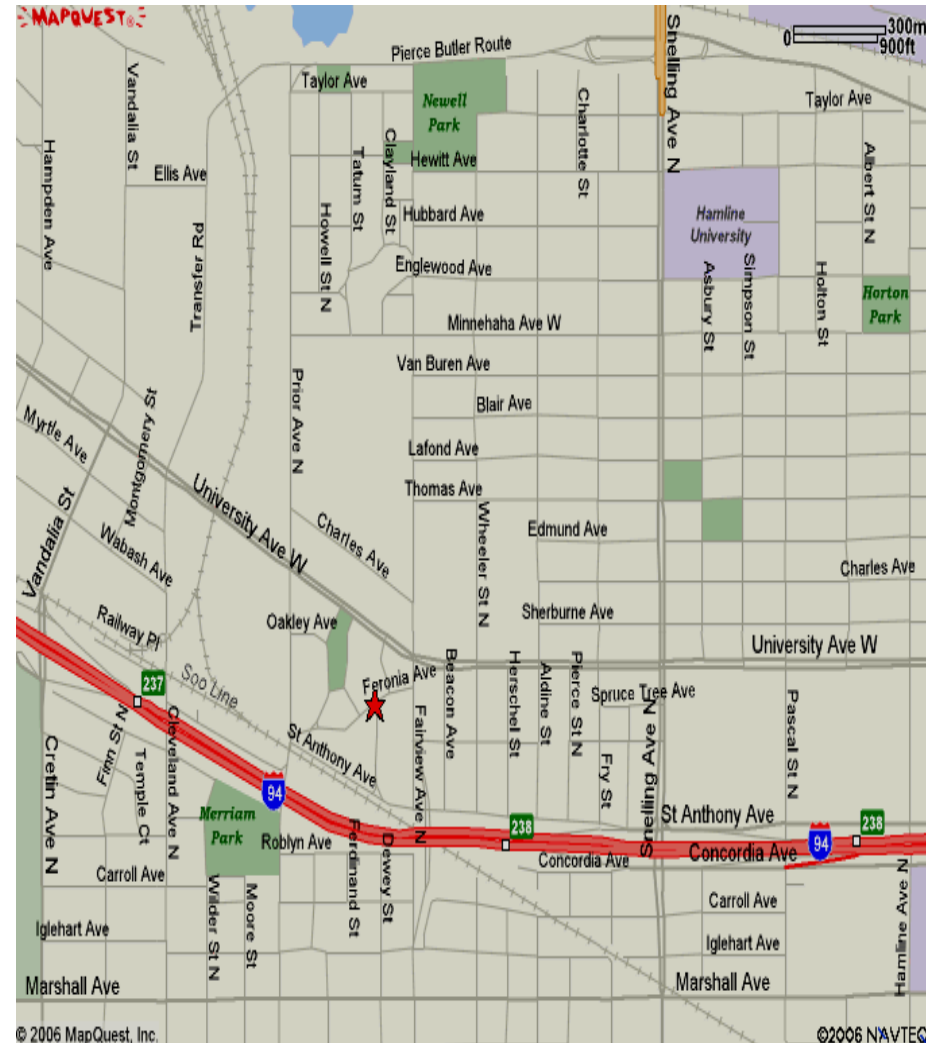 MAPQUEST®
300m
0
900ft
Snelling Ave N
Pierce Butler Route
Vandalia St
Taylor Ave
Newell
Park
Charlotte St
Taylor Ave
Hampden Ave
Clayland St
Tatum St
Hewitt Ave
Albert St N
Ellis Ave
Howell St N
Hubbard Ave
Hamline
University
Transfer Rd
Englewood Ave
Asbury St
Simpson St
Holton St
Horton
Park
Minnehaha Ave W
Van Buren Ave
Prior Ave N
Montgomery St
Blair Ave
Myrtle Ave
Lafond Ave
University Ave W
Thomas Ave
Vandalia St
Wabash Ave
Charles Ave
Wheeler St N
Edmund Ave
Charles Ave
Railway Pl
Oakley Ave
Sherburne Ave
University Ave W
237
Soo Line
Feronia Ave
Beacon Ave
Herschel St
Aldine St
Pierce St N
Spruce Tree Ave
Pascal St N
Cretin Ave N
Finn St N
Temple Ct
Cleveland Ave N
St Anthony Ave
Fairview Ave N
Fry St
Snelling Ave N
94
St Anthony Ave
Merriam
Park
238
238
94
Roblyn Ave
Ferdinand St
Dewey St
Concordia Ave
Concordia Ave
Carroll Ave
Wilder St N
Moore St
Carroll Ave
Hamline Ave N
Iglehart Ave
Iglehart Ave
Marshall Ave
Marshall Ave
© 2006 MapQuest, Inc.
©2006 NAVTEQ